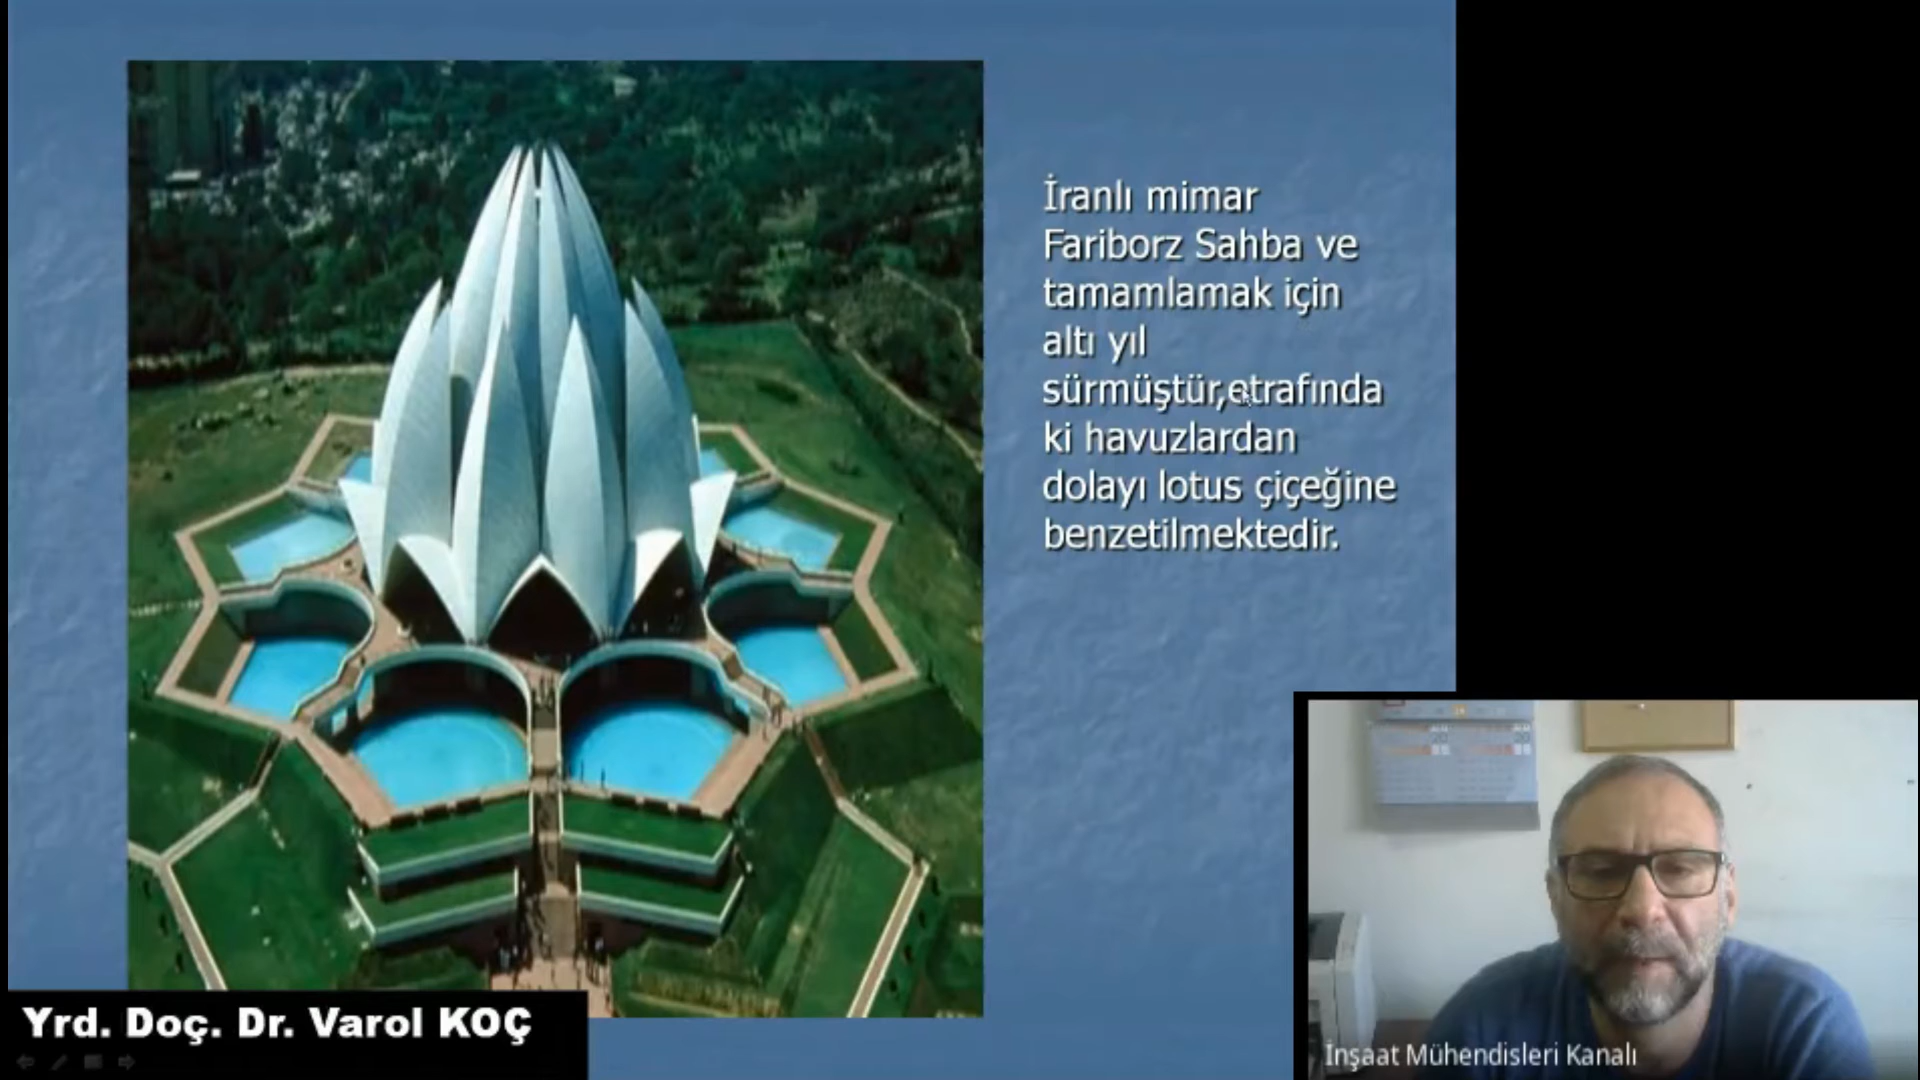 İranlı mimar
Fariborz Sahba ve
tamamlamak için
altı yıl
sürmüştür,etrafında
ki havuzlardan
dolayı lotus çiçeğine
benzetilmektedir.
Yrd. Doç. Dr. Varol KOÇ
İnşaat Mühendisleri Kanalı